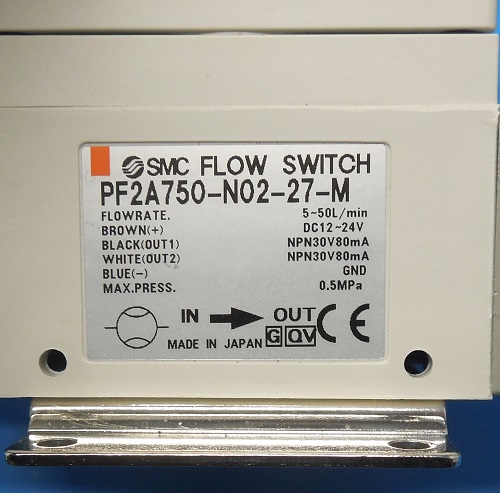 SMC FLOW SWITCH
PF2A750-N02-27-M
FLOWRATE. 5~50L/min
BROWN(+) DC12~24V
BLACK(OUT1) NPN30V80mA
WHITE(OUT2) NPN30V80mA
BLUE(-) GND
MAX.PRESS. 0.5MPa
IN OUT CE
MADE IN JAPAN G QV